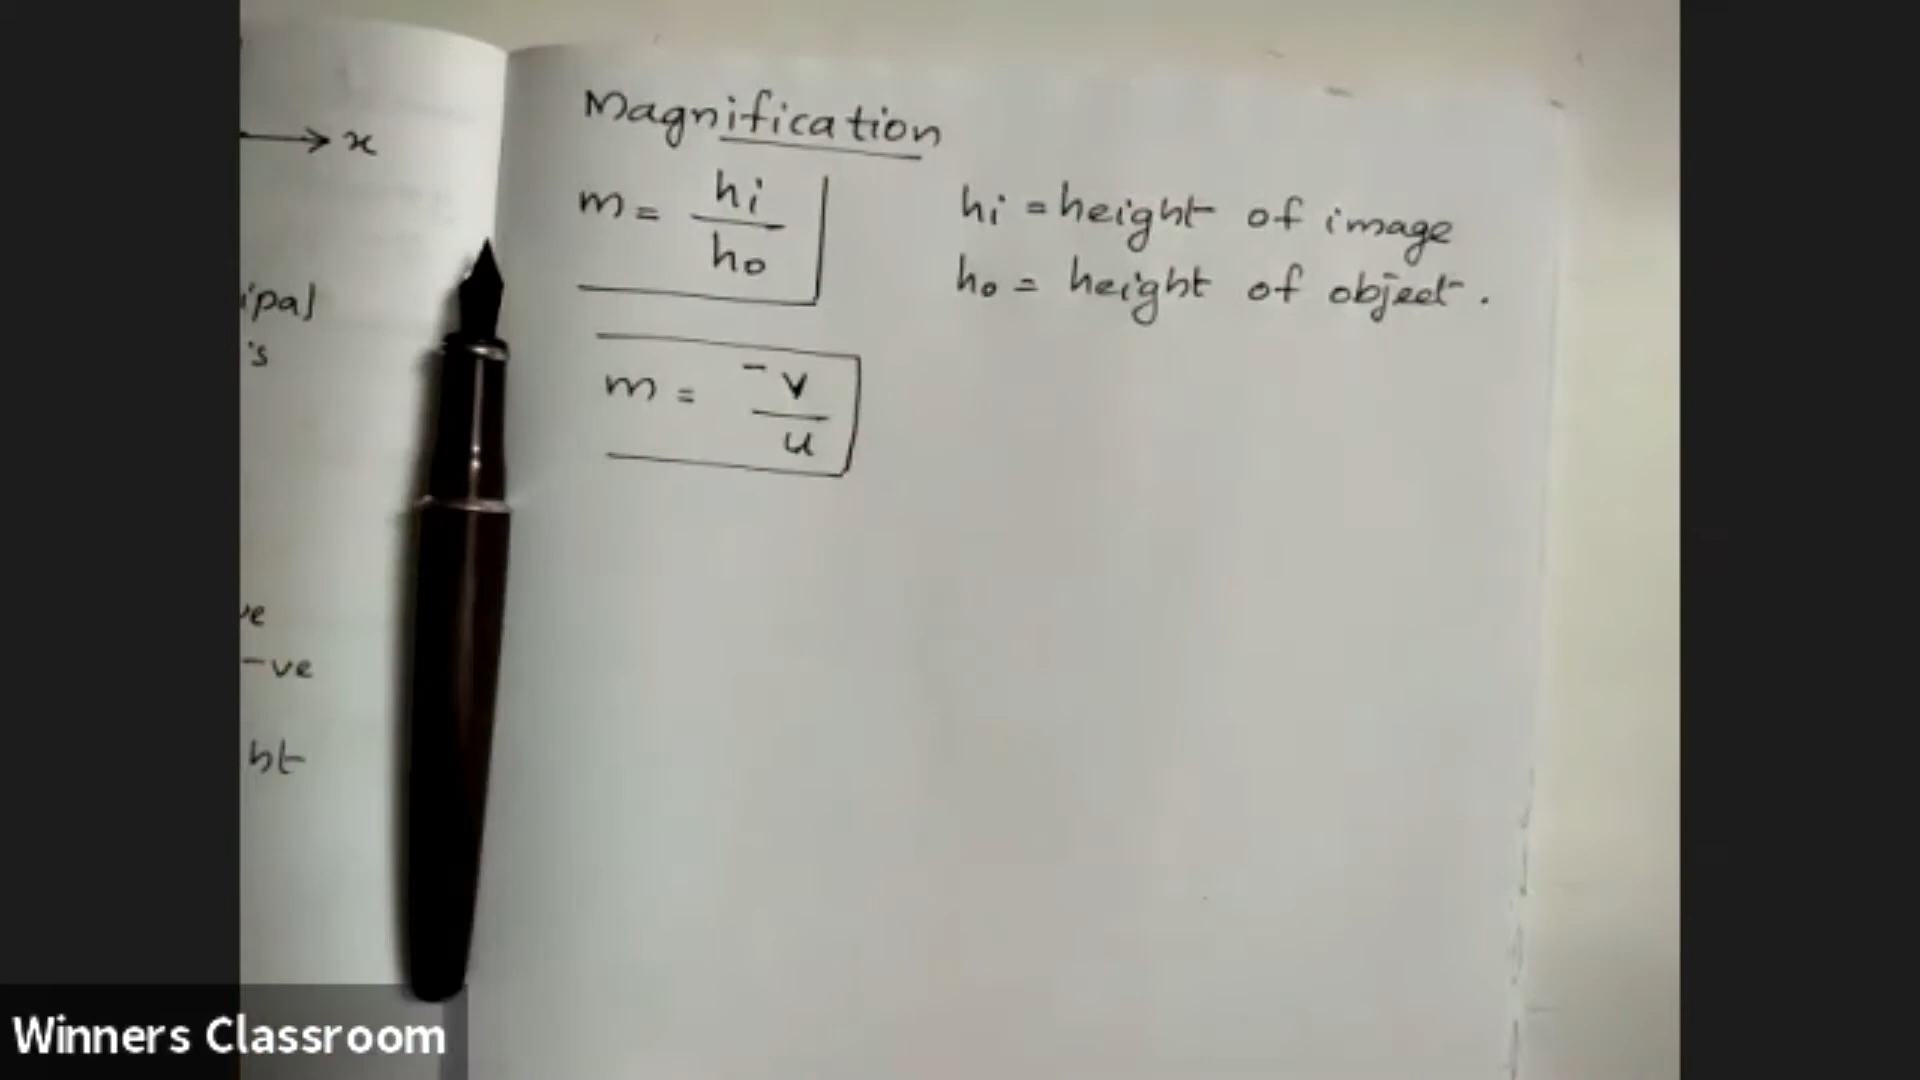 x
ipal
's
ve
-ve
ht
Magnification
m = hi / ho
hi = height of image
ho = height of object.
m = -v / u
Winners Classroom